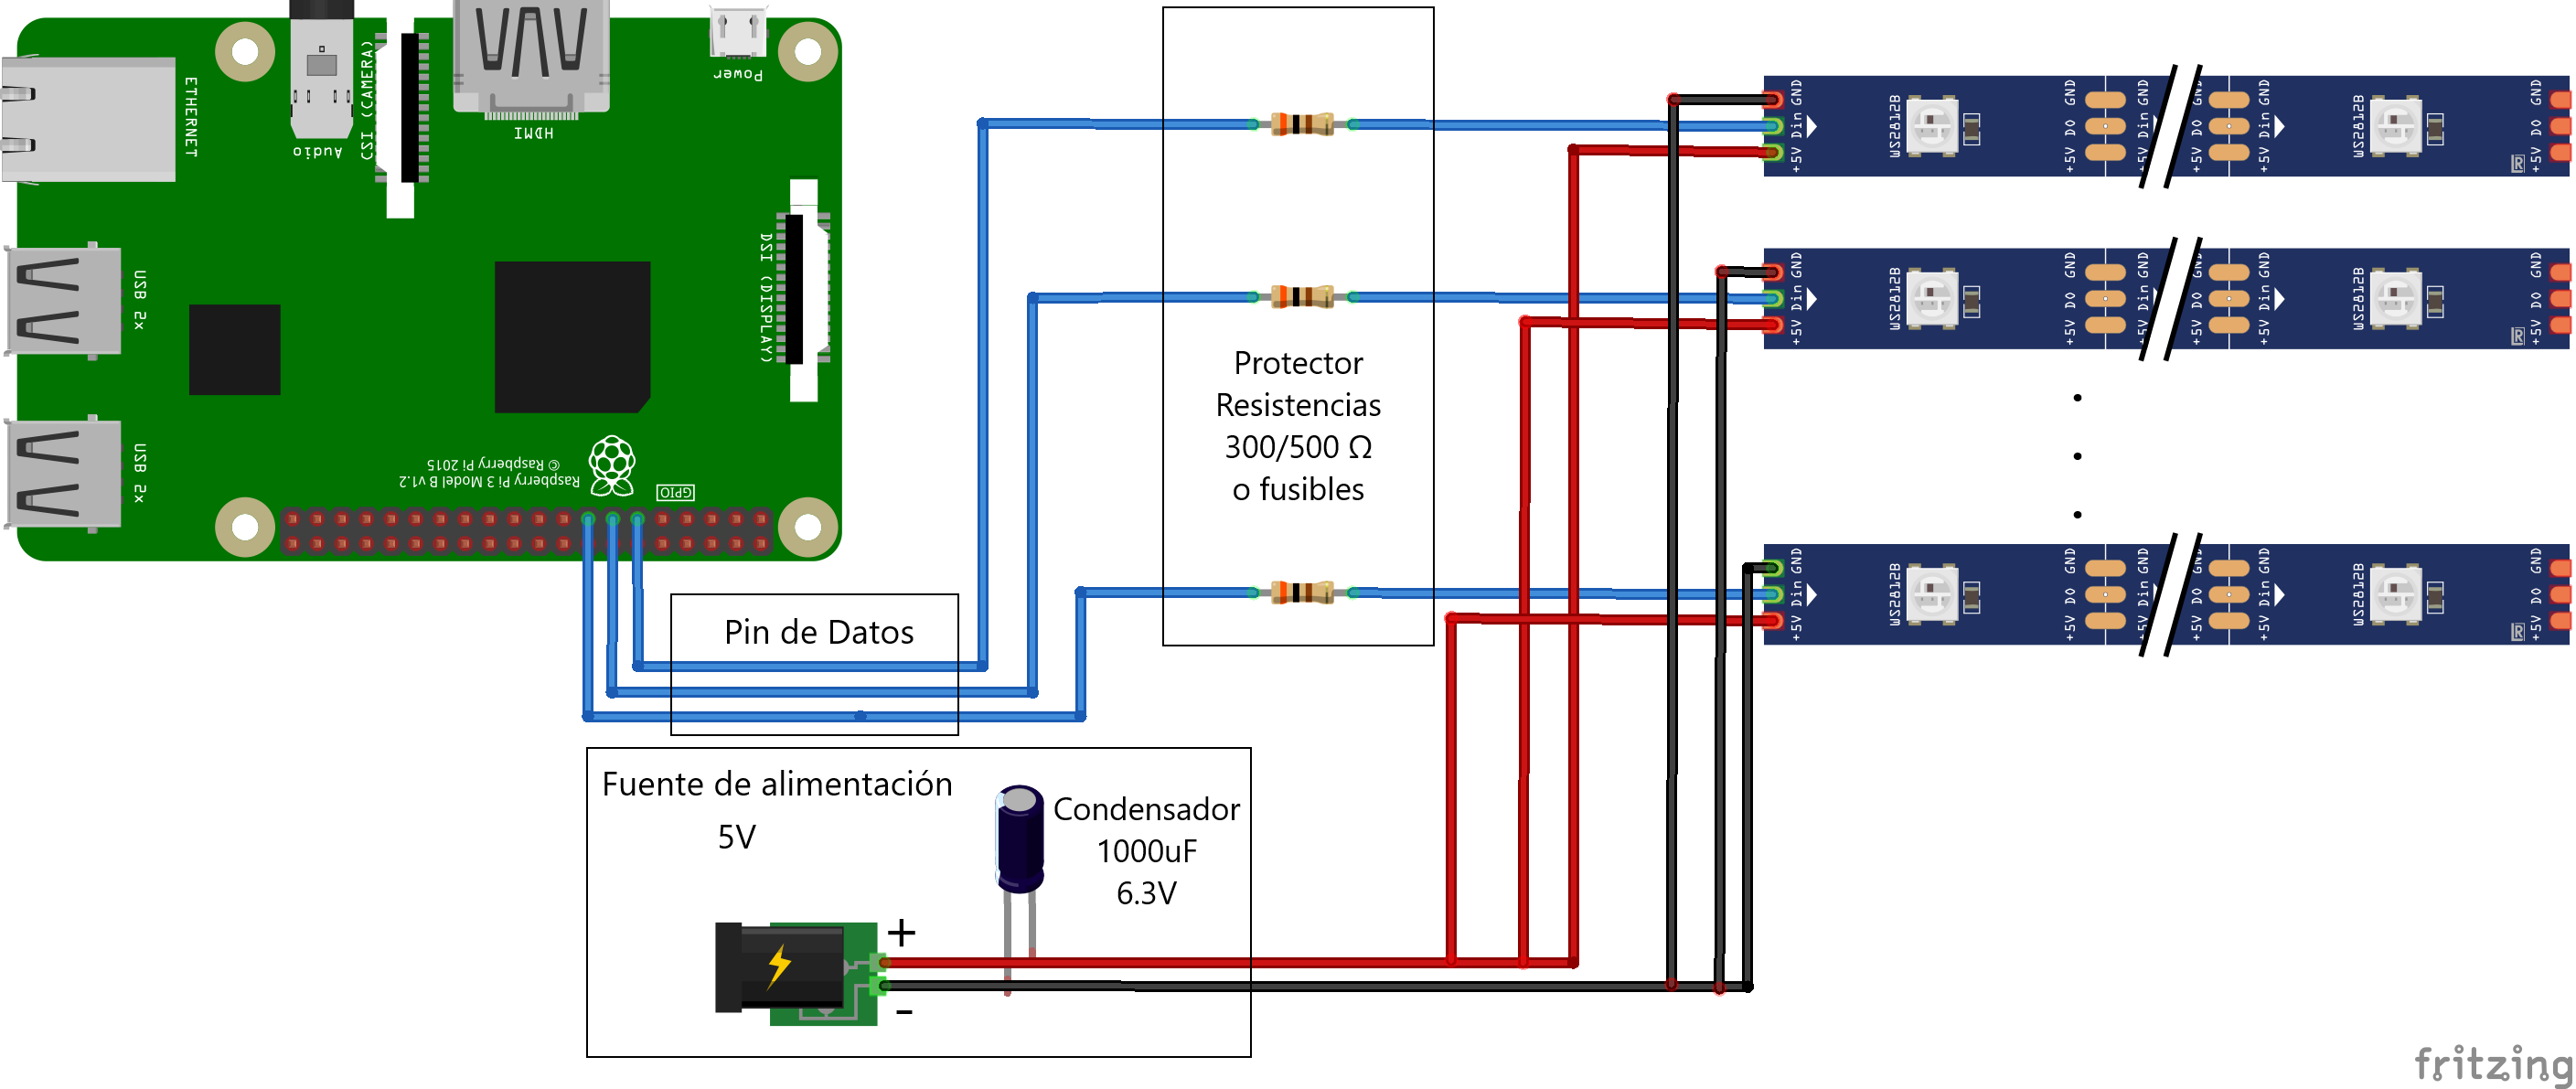 ETHERNET
Audio
CSI (CAMERA)
HDMI
Power
DSI (DISPLAY)
USB 2x
USB 2x
Raspberry Pi 3 Model B v1.2
© Raspberry Pi 2015
GPIO
Pin de Datos
Protector
Resistencias
300/500 Ω
o fusibles
Fuente de alimentación
5V
Condensador
1000uF
6.3V
+
-
+5V Din GND
WS2812B
+5V DO GND
+5V Din GND
+5V DO GND
+5V Din GND
WS2812B
+5V DO GND
+5V Din GND
WS2812B
+5V DO GND
+5V Din GND
+5V DO GND
+5V Din GND
WS2812B
+5V DO GND
+5V Din GND
WS2812B
+5V DO GND
+5V Din GND
+5V DO GND
+5V Din GND
WS2812B
+5V DO GND
fritzing